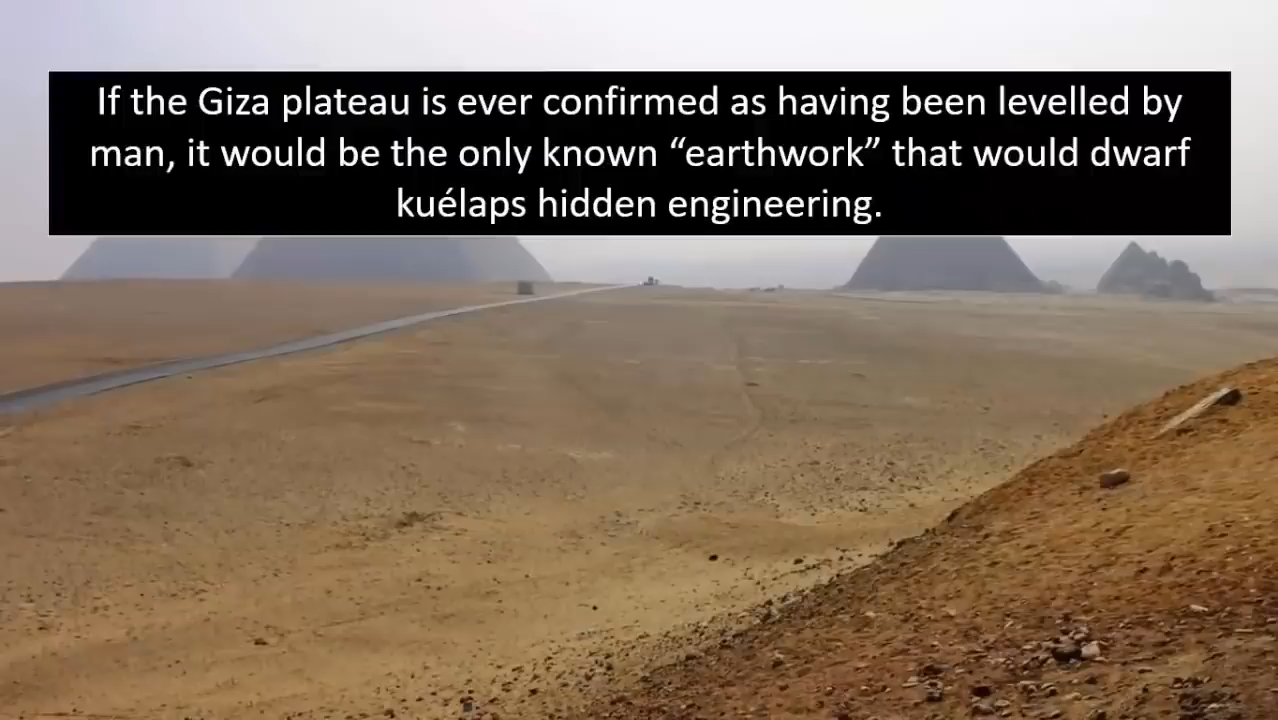 If the Giza plateau is ever confirmed as having been levelled by
man, it would be the only known “earthwork” that would dwarf
kuélaps hidden engineering.